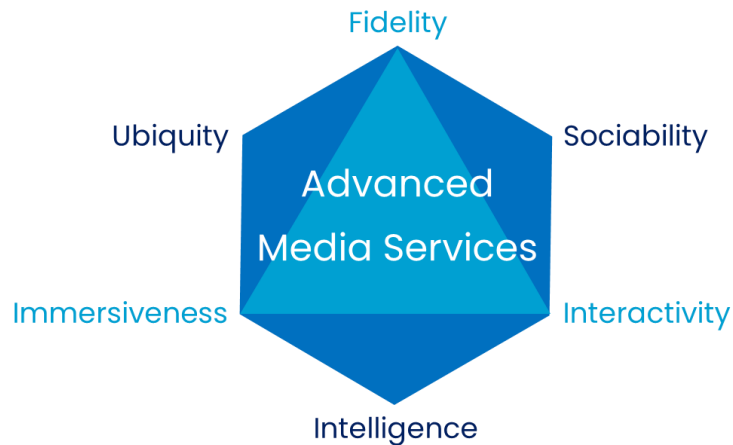 Fidelity
Ubiquity
Sociability
Advanced
Media Services
Immersiveness
Interactivity
Intelligence